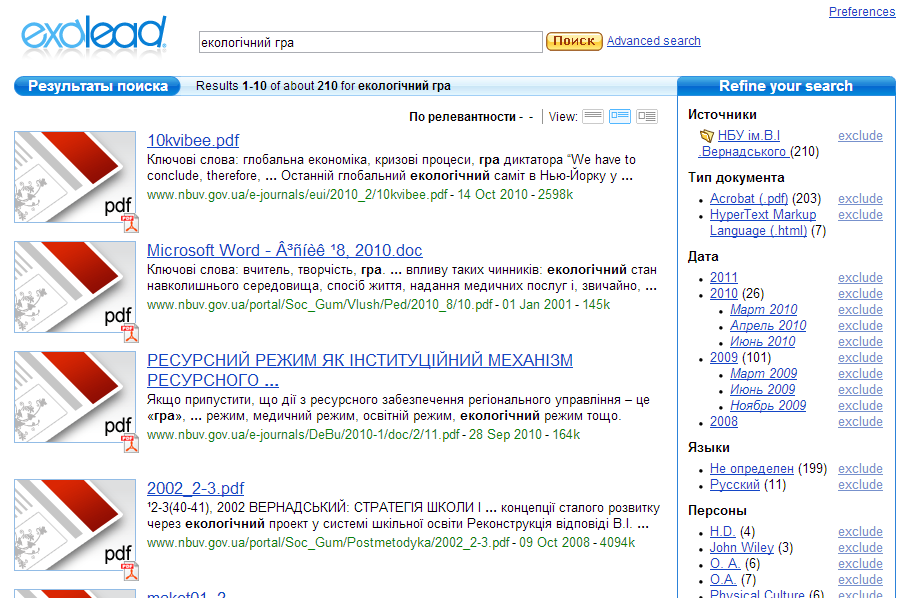 Preferences
exalead
екологічний гра
Поиск
Advanced search
Результаты поиска
Results 1-10 of about 210 for екологічний гра
По релевантности - -
View:
pdf
PDF
10kvibee.pdf
Ключові слова: глобальна економіка, кризові процеси, гра диктатора “We have to
conclude, therefore, ... Останній глобальний екологічний саміт в Нью-Йорку у ...
www.nbuv.gov.ua/e-journals/eui/2010_2/10kvibee.pdf - 14 Oct 2010 - 2598k
pdf
PDF
Microsoft Word - Â³ñíèê ¹8, 2010.doc
Ключові слова: вчитель, творчість, гра. ... впливу таких чинників: екологічний стан
навколишнього середовища, спосіб життя, надання медичних послуг і, звичайно, ...
www.nbuv.gov.ua/portal/Soc_Gum/Vlush/Ped/2010_8/10.pdf - 01 Jan 2001 - 145k
pdf
PDF
РЕСУРСНИЙ РЕЖИМ ЯК ІНСТИТУЦІЙНИЙ МЕХАНІЗМ
РЕСУРСНОГО ...
Якщо припустити, що дії з ресурсного забезпечення регіонального управління – це
«гра», ... режим, медичний режим, освітній режим, екологічний режим тощо.
www.nbuv.gov.ua/e-journals/DeBu/2010-1/doc/2/11.pdf - 28 Sep 2010 - 164k
pdf
PDF
2002_2-3.pdf
¹2-3(40-41), 2002 ВЕРНАДСЬКИЙ: СТРАТЕГІЯ ШКОЛИ І ... концепції сталого розвитку
через екологічний проект у системі шкільної освіти Реконструкція відповіді В.І. ...
www.nbuv.gov.ua/portal/Soc_Gum/Postmetodyka/2002_2-3.pdf - 09 Oct 2008 - 4094k
maket01_2
Refine your search
Источники
НБУ ім.В.І exclude
.Вернадського (210)
Тип документа
Acrobat (.pdf) (203) exclude
HyperText Markup exclude
Language (.html) (7)
Дата
2011 exclude
2010 (26) exclude
Март 2010 exclude
Апрель 2010 exclude
Июнь 2010 exclude
2009 (101) exclude
Март 2009 exclude
Июнь 2009 exclude
Ноябрь 2009 exclude
2008 exclude
Языки
Не определен (199) exclude
Русский (11) exclude
Персоны
H.D. (4) exclude
John Wiley (3) exclude
O. A. (6) exclude
O.A. (7) exclude
Physical Culture (6) exclude